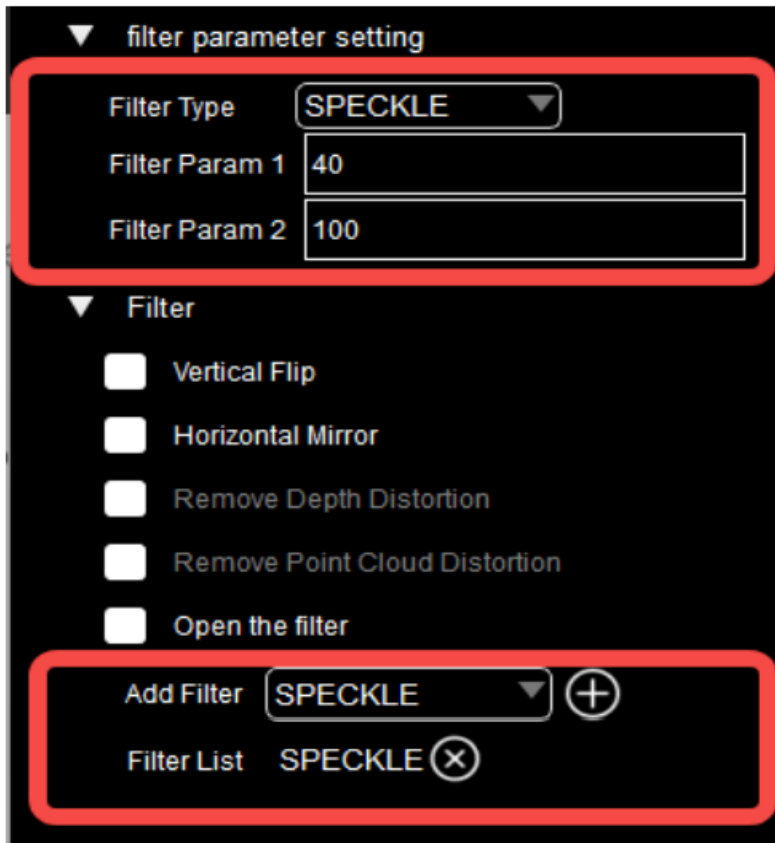 filter parameter setting
Filter Type SPECKLE
Filter Param 1 40
Filter Param 2 100
Filter
Vertical Flip
Horizontal Mirror
Remove Depth Distortion
Remove Point Cloud Distortion
Open the filter
Add Filter SPECKLE
Filter List SPECKLE